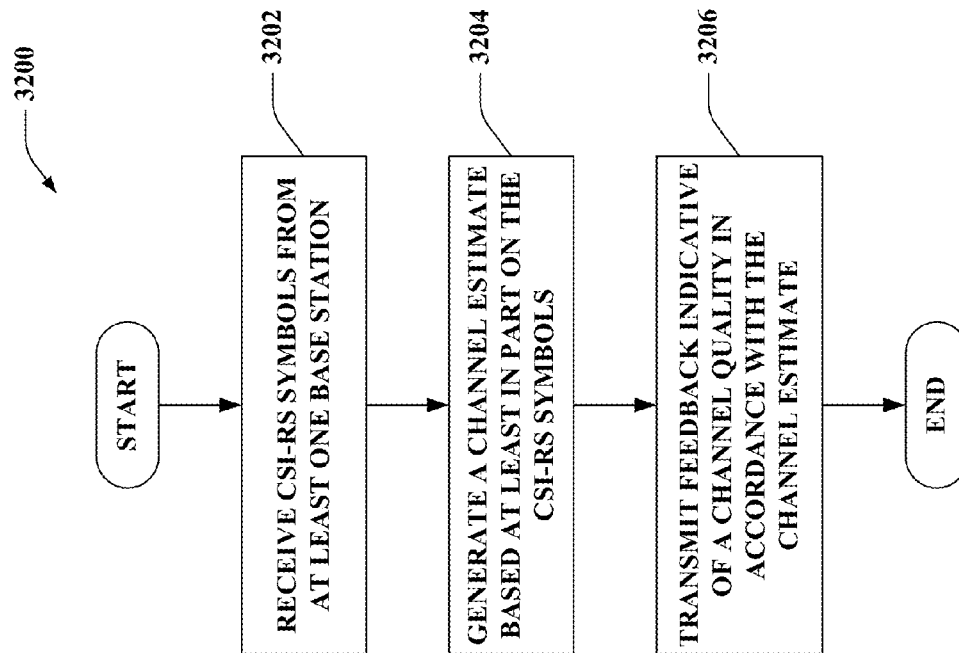 3200
START
RECEIVE CSI-RS SYMBOLS FROM
AT LEAST ONE BASE STATION
3202
GENERATE A CHANNEL ESTIMATE
BASED AT LEAST IN PART ON THE
CSI-RS SYMBOLS
3204
TRANSMIT FEEDBACK INDICATIVE
OF A CHANNEL QUALITY IN
ACCORDANCE WITH THE
CHANNEL ESTIMATE
3206
END